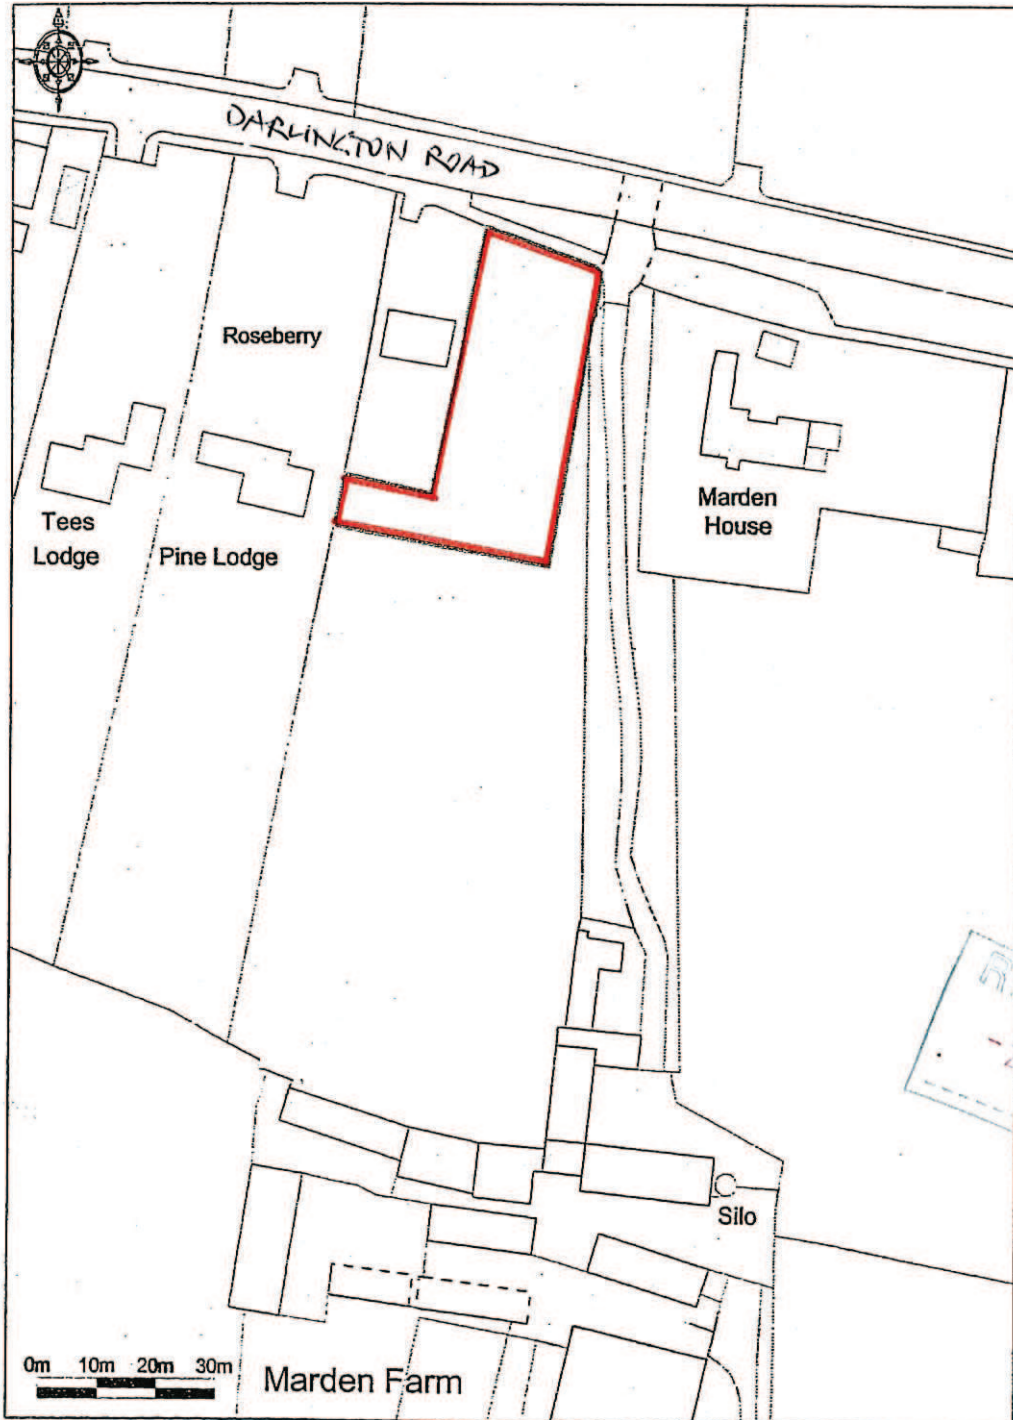 DARLINGTON ROAD
Roseberry
Tees
Lodge
Pine Lodge
Marden
House
Silo
0m 10m 20m 30m
Marden Farm